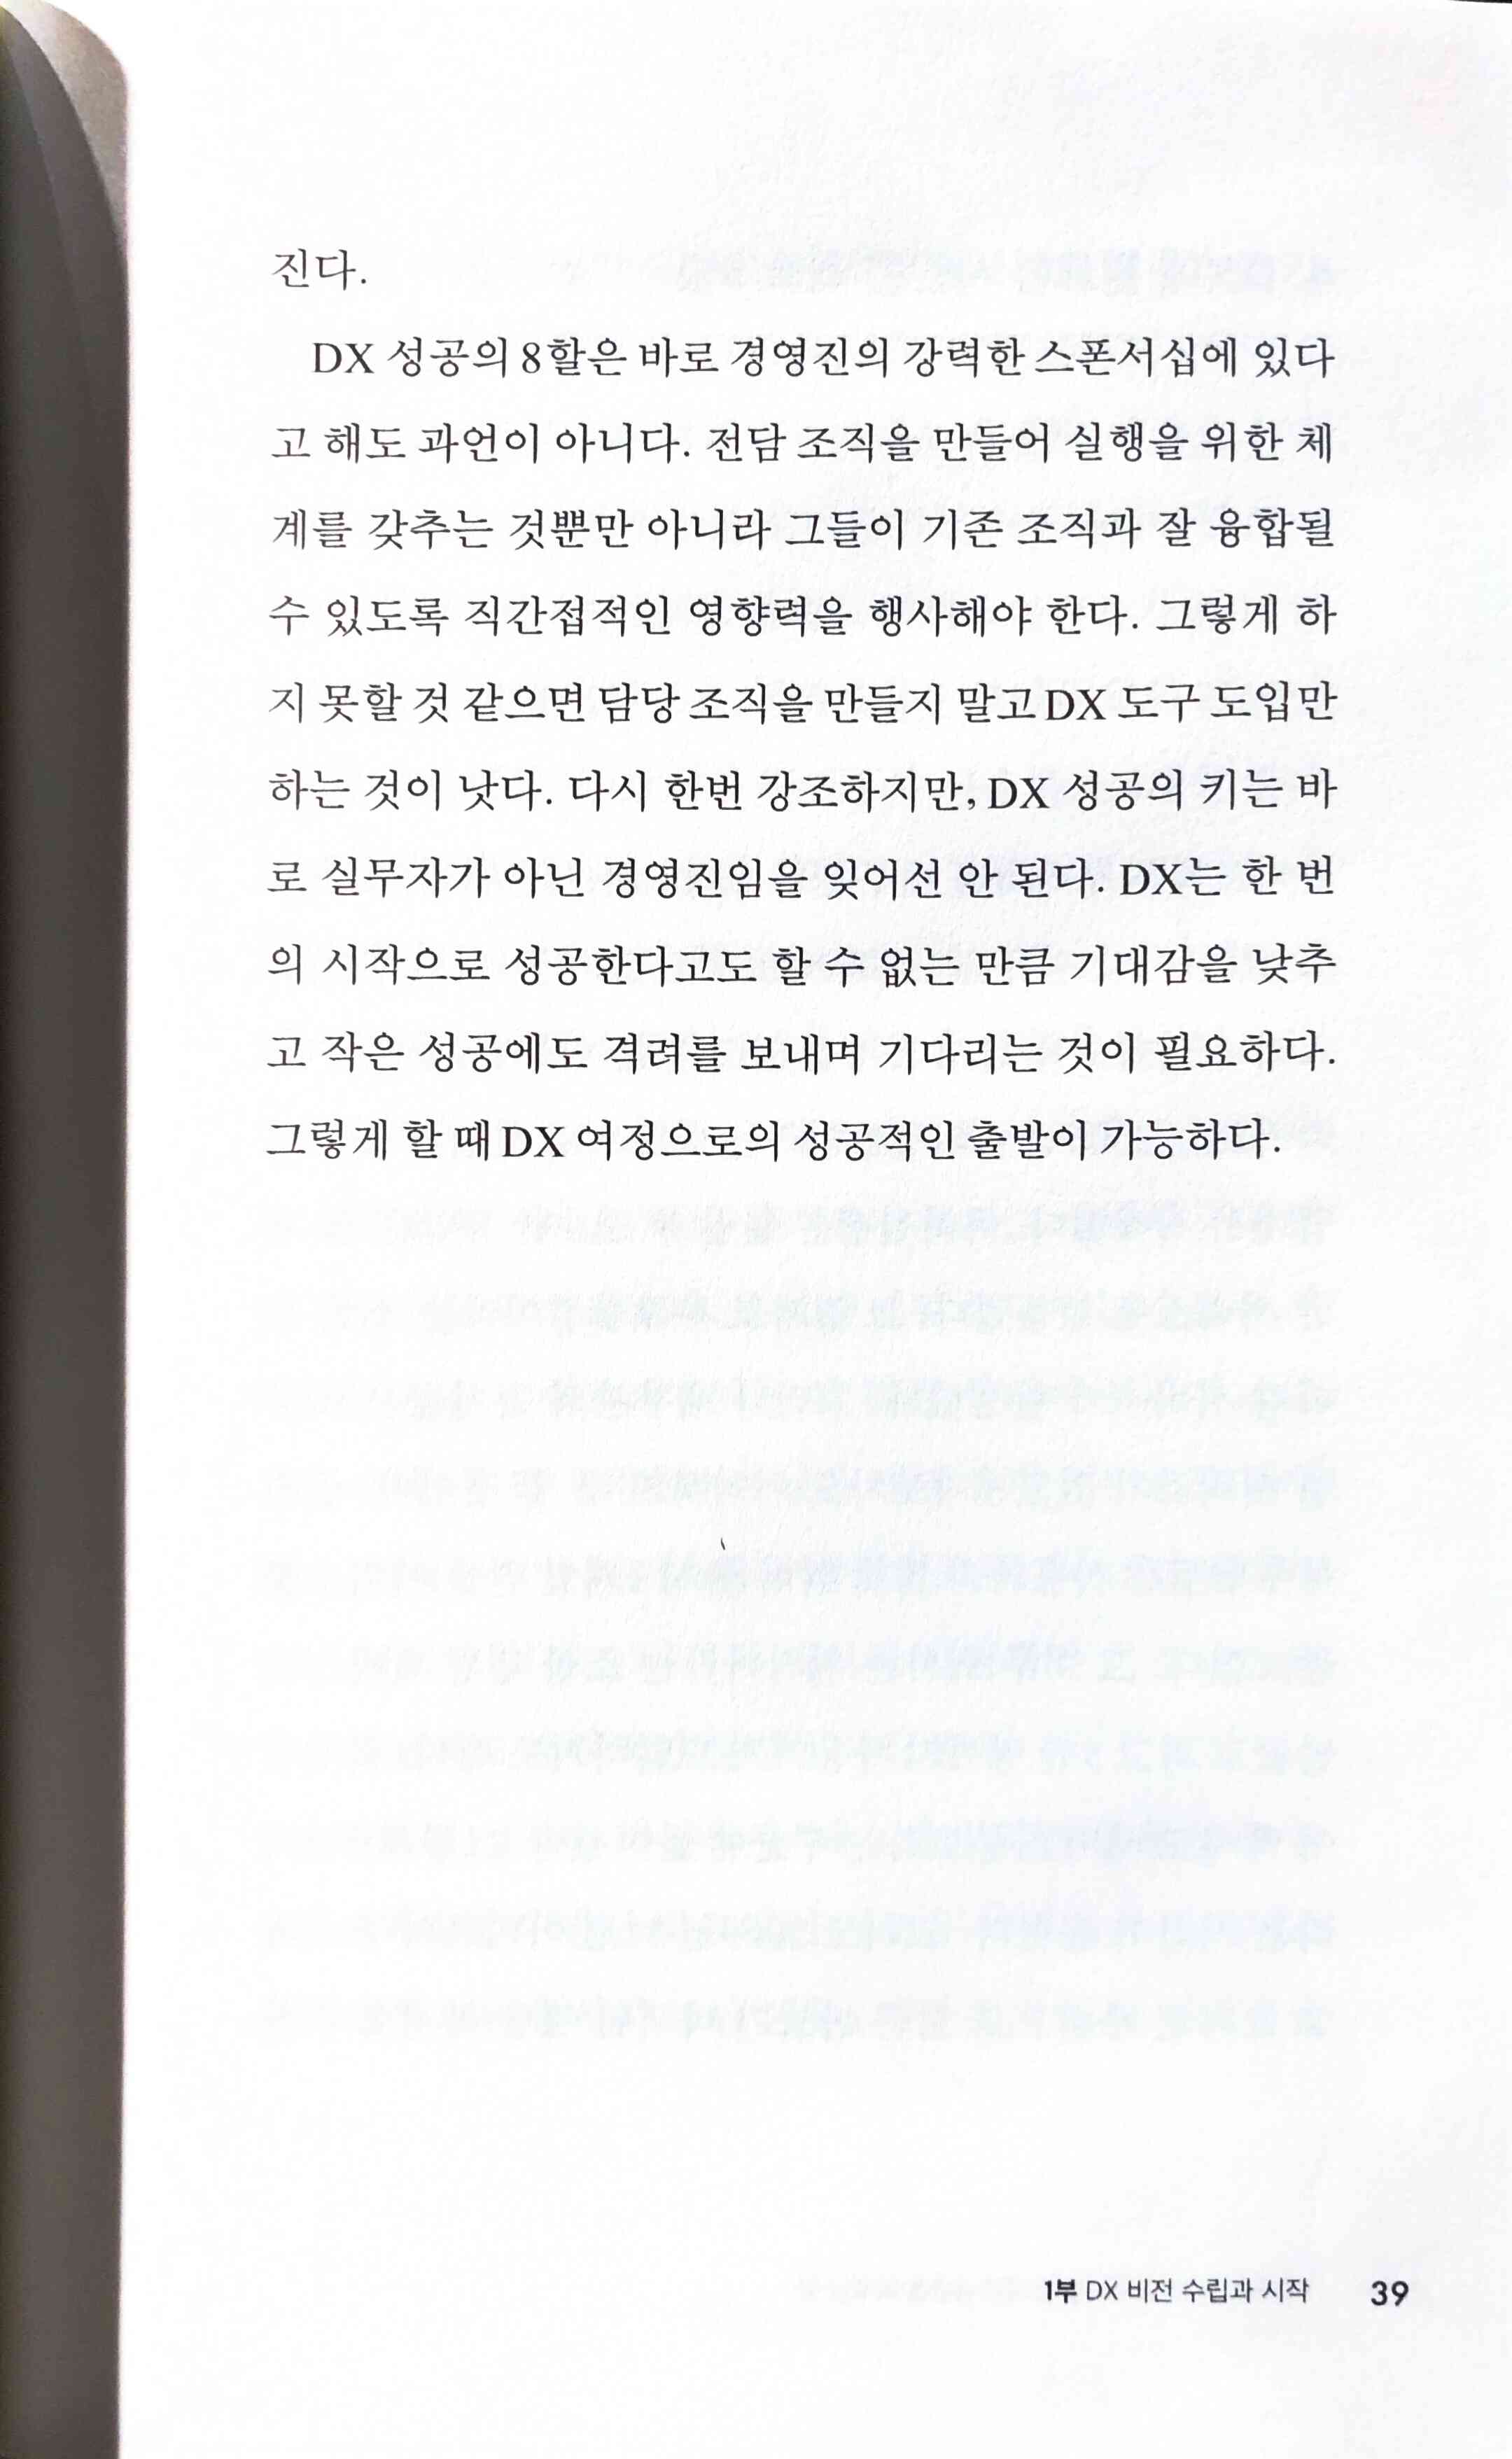 진다.
DX 성공의 8할은 바로 경영진의 강력한 스폰서십에 있다
고 해도 과언이 아니다. 전담 조직을 만들어 실행을 위한 체
계를 갖추는 것뿐만 아니라 그들이 기존 조직과 잘 융합될
수 있도록 직간접적인 영향력을 행사해야 한다. 그렇게 하
지 못할 것 같으면 담당 조직을 만들지 말고 DX 도구 도입만
하는 것이 낫다. 다시 한번 강조하지만, DX 성공의 키는 바
로 실무자가 아닌 경영진임을 잊어선 안 된다. DX는 한 번
의 시작으로 성공한다고도 할 수 없는 만큼 기대감을 낮추
고 작은 성공에도 격려를 보내며 기다리는 것이 필요하다.
그렇게 할 때 DX 여정으로의 성공적인 출발이 가능하다.
1부 DX 비전 수립과 시작 39